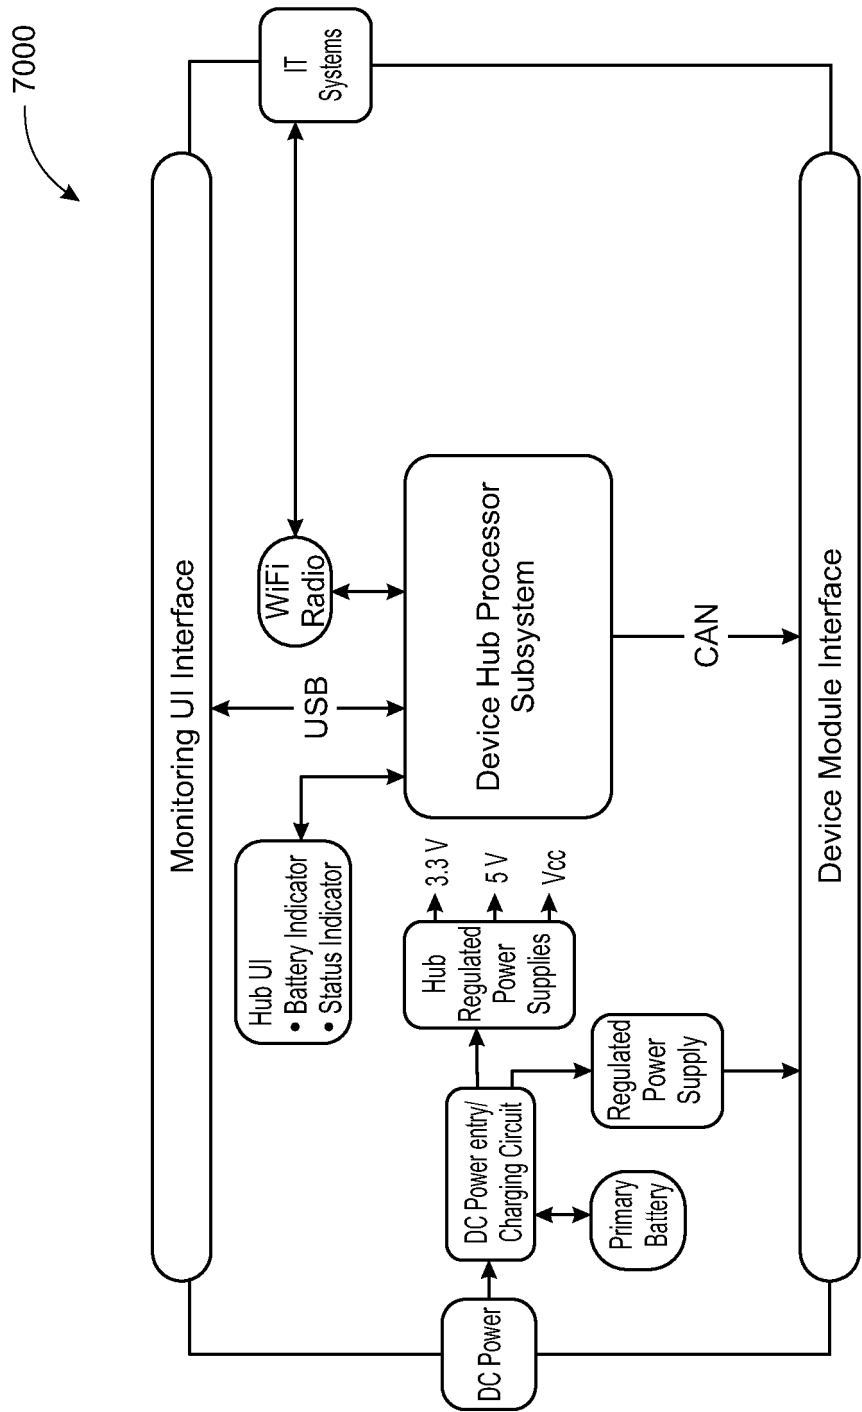 7000
Monitoring UI Interface
IT
Systems
WiFi
Radio
USB
Hub UI
• Battery Indicator
• Status Indicator
Device Hub Processor
Subsystem
3.3 V
5 V
Vcc
Hub
Regulated
Power
Supplies
DC Power
DC Power entry/
Charging Circuit
Primary
Battery
Regulated
Power
Supply
CAN
Device Module Interface